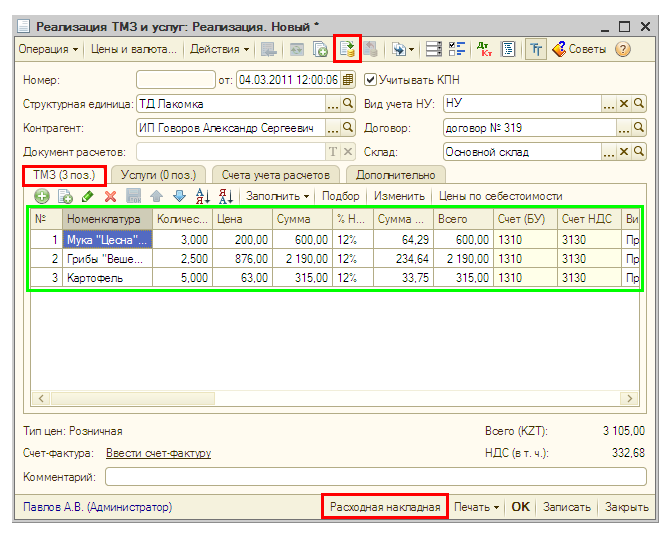 Реализация ТМЗ и услуг: Реализация. Новый *
Операция Цены и валюта... Действия Дт Кт Советы
Номер: от: 04.03.2011 12:00:06 Учитывать КПН
Структурная единица: ТД Лакомка ... Вид учета НУ: НУ ...
Контрагент: ИП Говоров Александр Сергеевич ... Договор: договор № 319 ...
Документ расчетов: T Склад: Основной склад ...
ТМЗ (3 поз.) Услуги (0 поз.) Счета учета расчетов Дополнительно
Заполнить Подбор Изменить Цены по себестоимости
№ Номенклатура Количес... Цена Сумма % Н... Сумма ... Всего Счет (БУ) Счет НДС Ви
1 Мука "Цесна"... 3,000 200,00 600,00 12% 64,29 600,00 1310 3130 Пр
2 Грибы "Веше... 2,500 876,00 2 190,00 12% 234,64 2 190,00 1310 3130 Пр
3 Картофель 5,000 63,00 315,00 12% 33,75 315,00 1310 3130 Пр
Тип цен: Розничная Всего (KZT): 3 105,00
Счет-фактура: Ввести счет-фактуру НДС (в т. ч.): 332,68
Комментарий:
Павлов А.В. (Администратор) Расходная накладная Печать OK Записать Закрыть